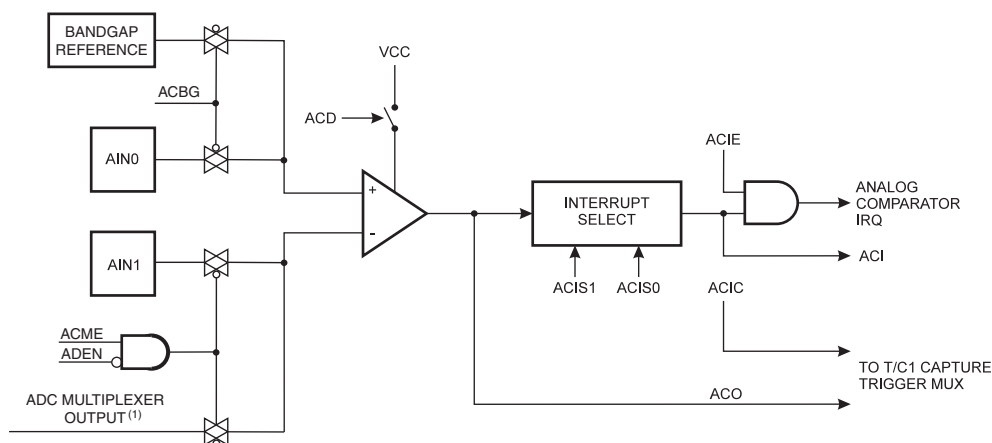 BANDGAP
REFERENCE
VCC
ACBG
ACD
AIN0
ACIE
+
INTERRUPT
SELECT
ANALOG
COMPARATOR
IRQ
-
AIN1
ACI
ACIS1 ACIS0 ACIC
ACME
ADEN
TO T/C1 CAPTURE
TRIGGER MUX
ADC MULTIPLEXER
OUTPUT (1)
ACO